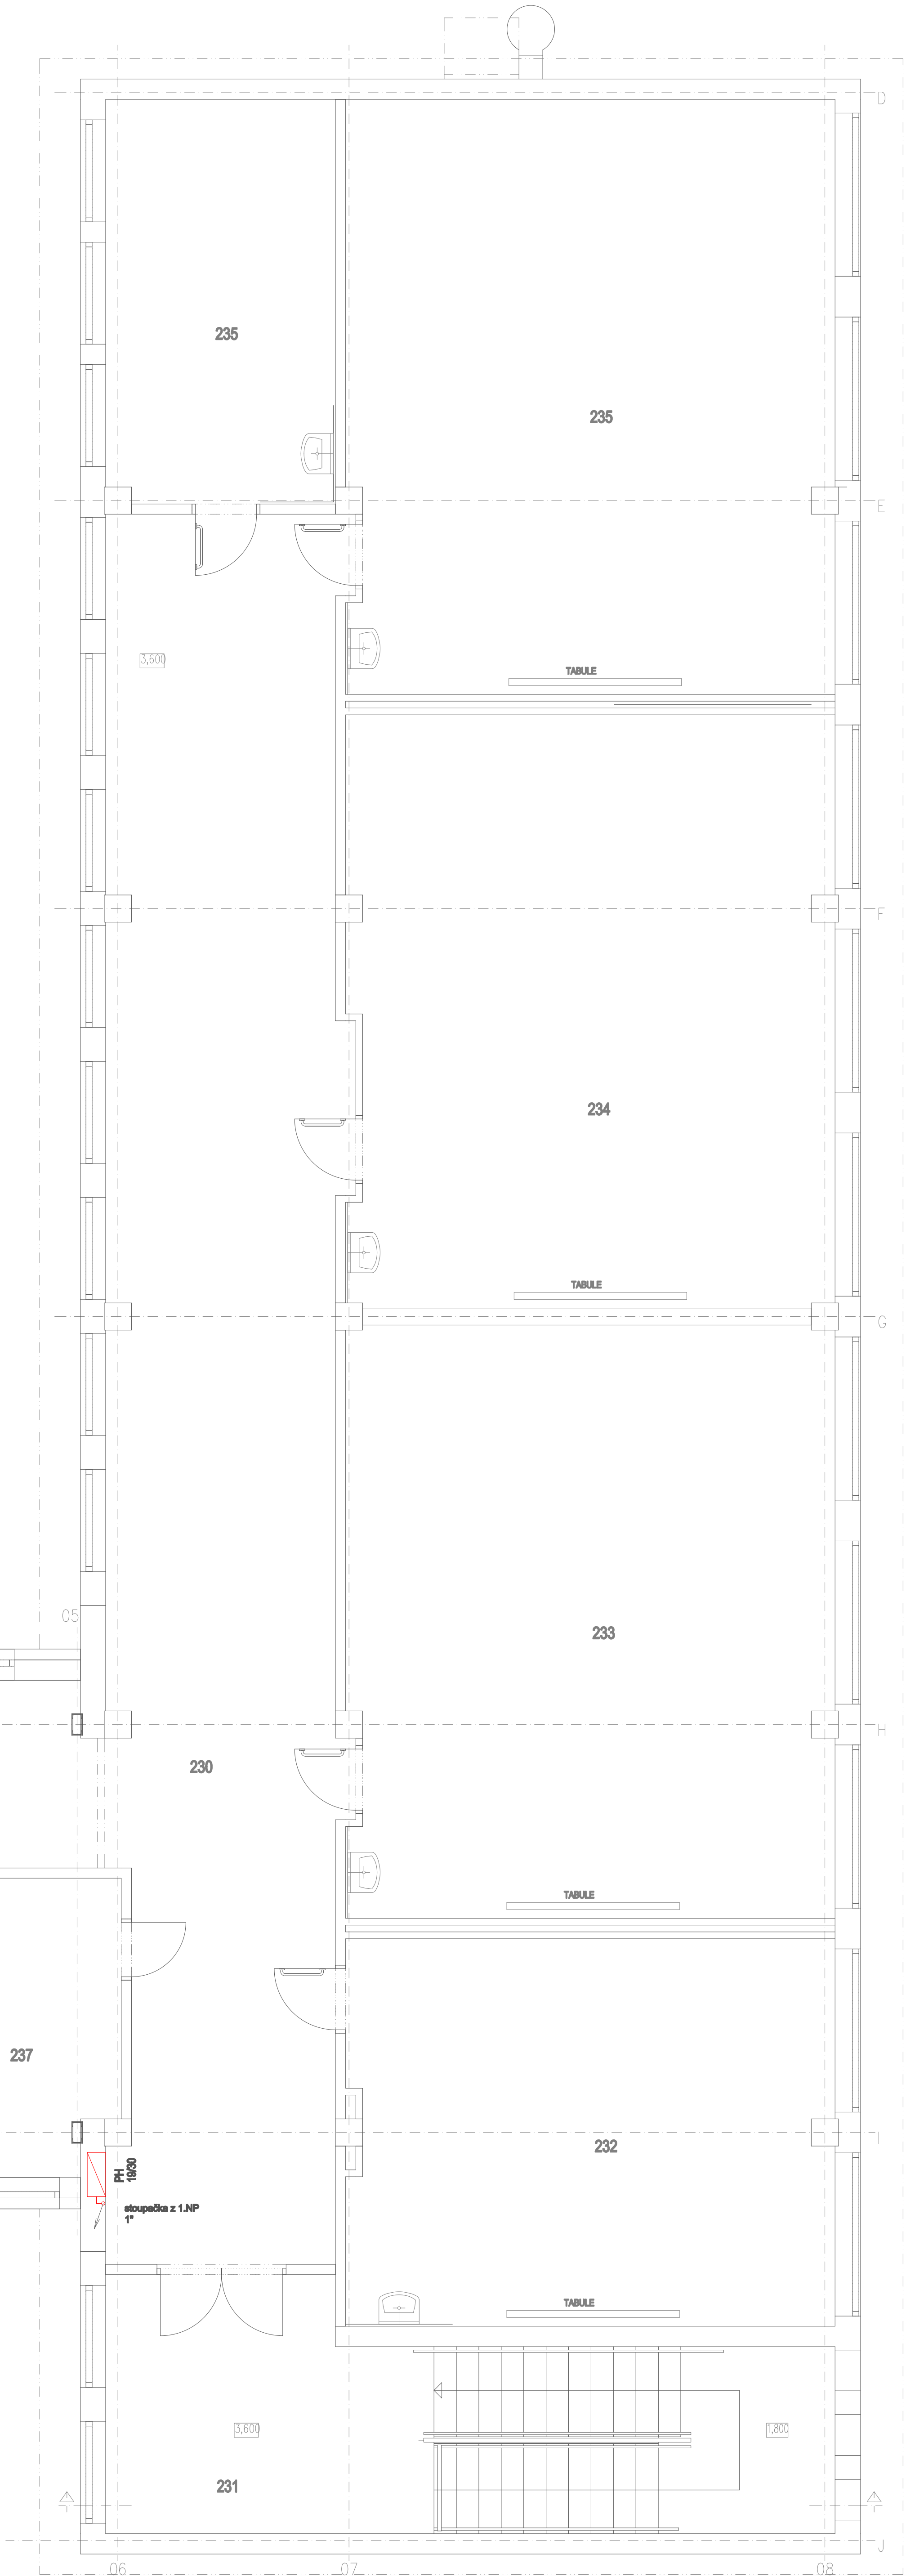 D
235
235
E
3,600
TABULE
F
234
TABULE
G
05
233
H
230
TABULE
237
I
232
PH
19/30
stoupačka z 1.NP
1"
TABULE
3,600
1,800
231
J
06
07
08